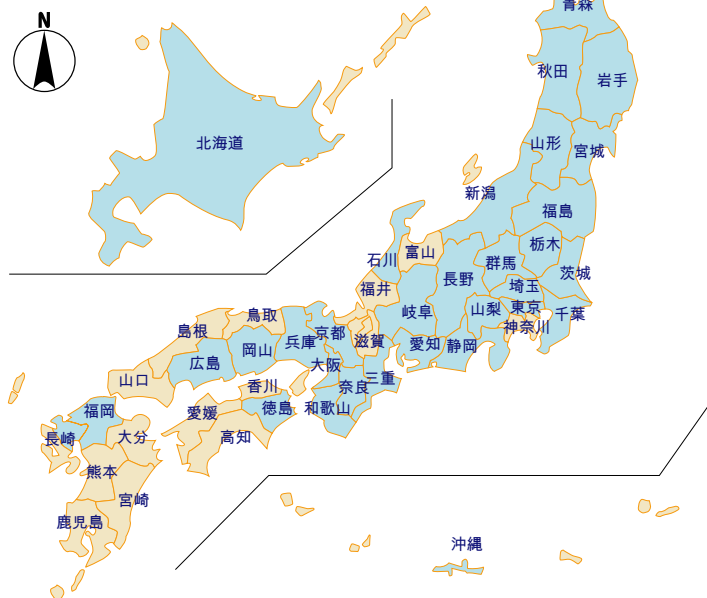 N
青森
秋田
岩手
北海道
山形
宮城
新潟
福島
栃木
富山
石川
群馬
長野
茨城
福井
埼玉
岐阜
山梨
東京
千葉
鳥取
神奈川
島根
京都
兵庫
滋賀
愛知
静岡
岡山
広島
大阪
三重
山口
香川
奈良
徳島
和歌山
福岡
愛媛
長崎
大分
高知
熊本
宮崎
鹿児島
沖縄